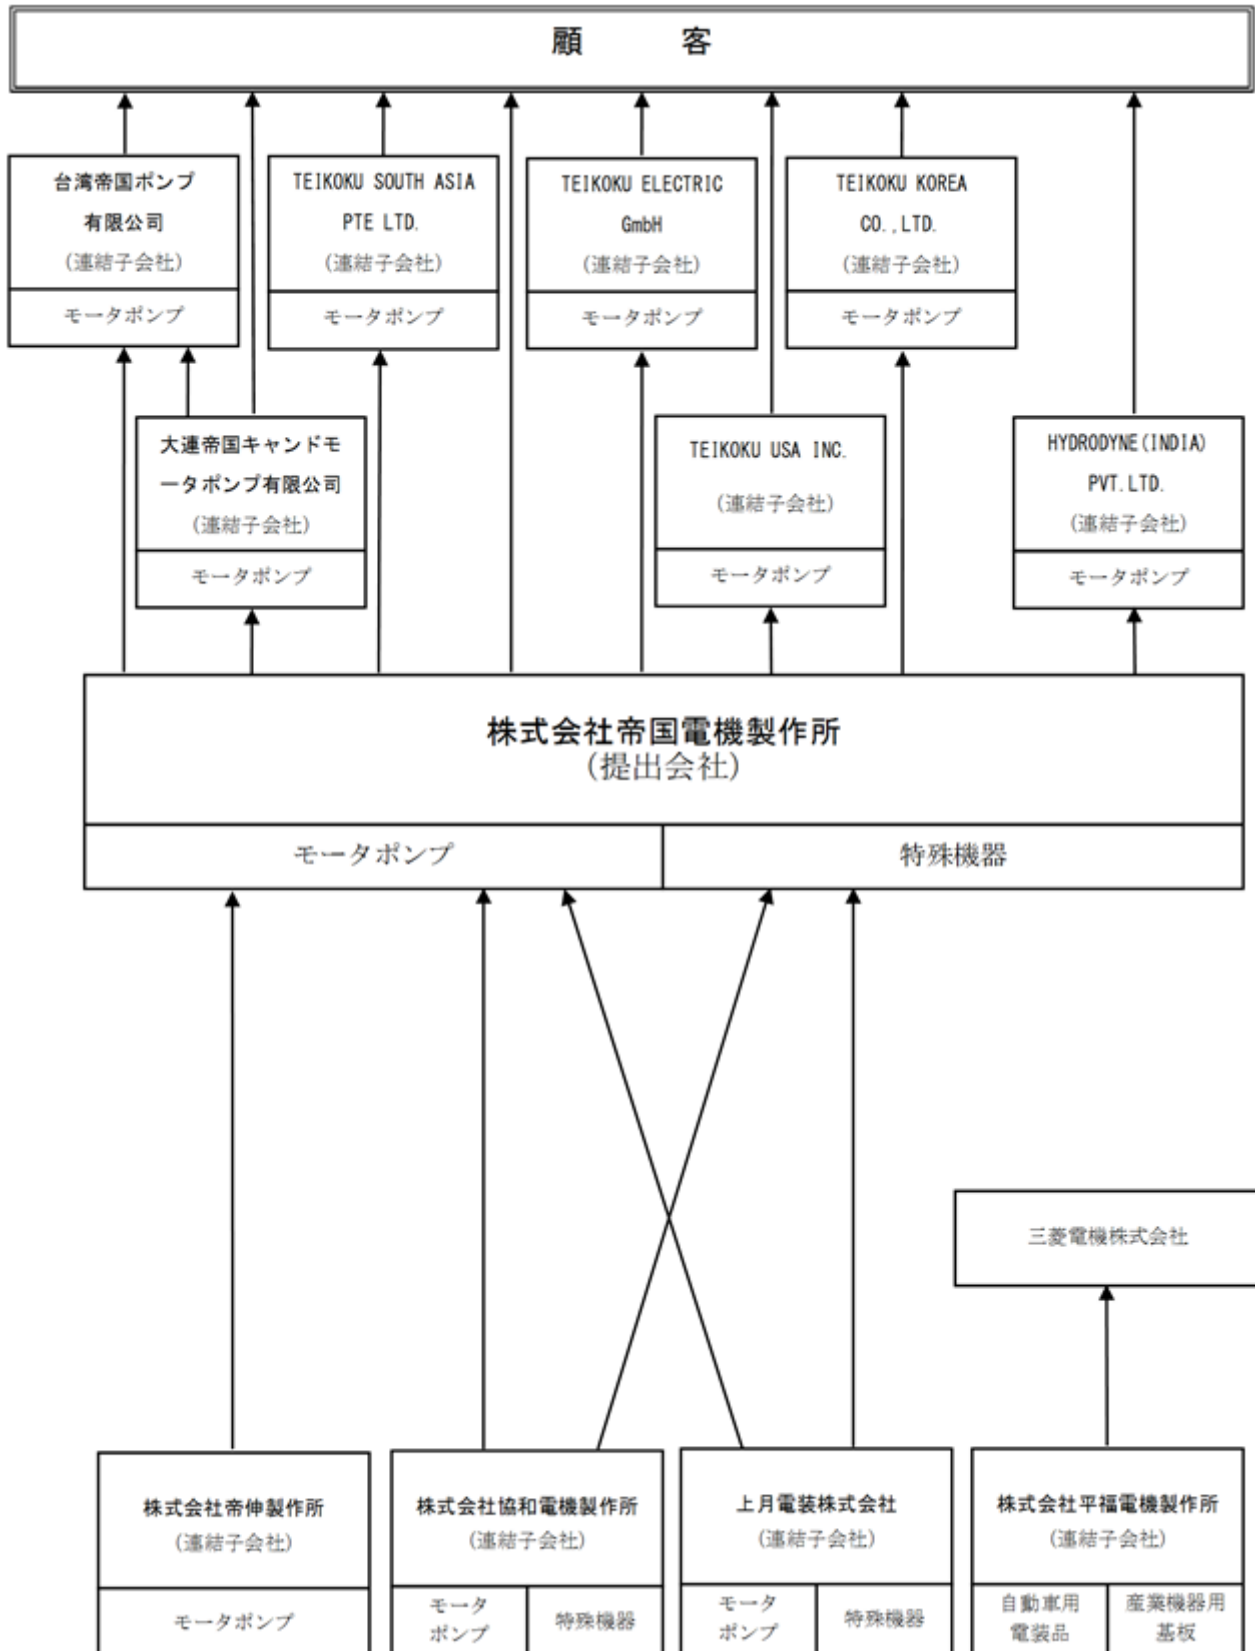 顧 客
台湾帝国ポンプ
有限公司
(連結子会社)
モータポンプ
TEIKOKU SOUTH ASIA
PTE LTD.
(連結子会社)
モータポンプ
TEIKOKU ELECTRIC
GmbH
(連結子会社)
モータポンプ
TEIKOKU KOREA
CO.,LTD.
(連結子会社)
モータポンプ
大連帝国キャンドモ
ータポンプ有限公司
(連結子会社)
モータポンプ
TEIKOKU USA INC.
(連結子会社)
モータポンプ
HYDRODYNE(INDIA)
PVT.LTD.
(連結子会社)
モータポンプ
株式会社帝国電機製作所
(提出会社)
モータポンプ
特殊機器
三菱電機株式会社
株式会社帝伸製作所
(連結子会社)
モータポンプ
株式会社協和電機製作所
(連結子会社)
モータ
ポンプ
特殊機器
上月電装株式会社
(連結子会社)
モータ
ポンプ
特殊機器
株式会社平福電機製作所
(連結子会社)
自動車用
電装品
産業機器用
基板